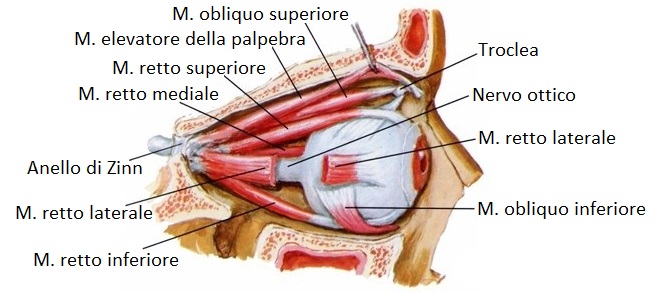 M. obliquo superiore
M. elevatore della palpebra
M. retto superiore
M. retto mediale
Anello di Zinn
M. retto laterale
M. retto inferiore
Troclea
Nervo ottico
M. retto laterale
M. obliquo inferiore